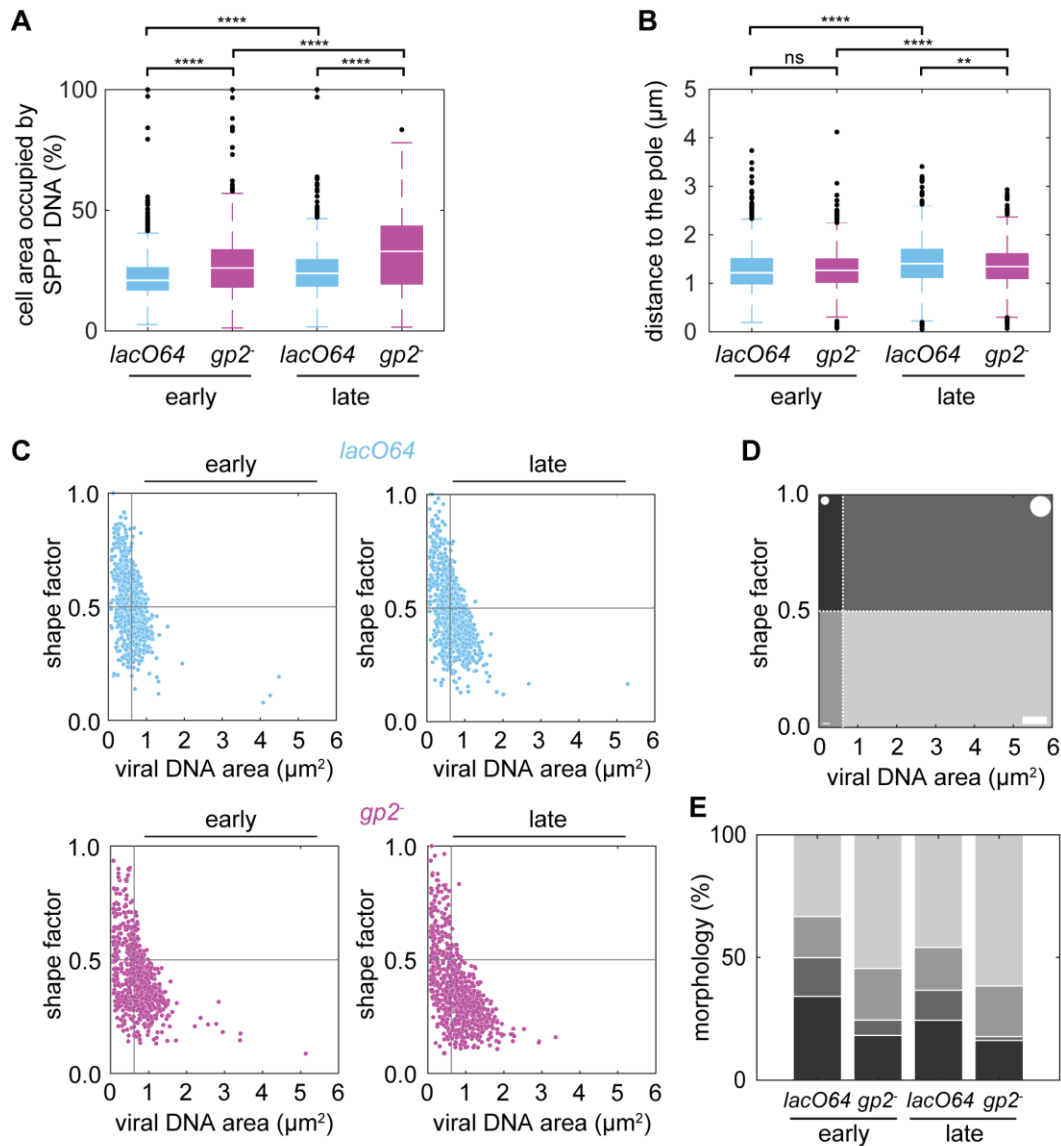 A
****
****
****
****
100
50
0
cell area occupied by
SPP1 DNA (%)
lacO64 gp2- lacO64 gp2-
early late
B
****
****
ns
**
5
4
3
2
1
0
distance to the pole (µm)
lacO64 gp2- lacO64 gp2-
early late
C
lacO64
early
1.0
0.5
0.0
shape factor
0 1 2 3 4 5 6
viral DNA area (µm²)
late
1.0
0.5
0.0
shape factor
0 1 2 3 4 5 6
viral DNA area (µm²)
gp2-
early
1.0
0.5
0.0
shape factor
0 1 2 3 4 5 6
viral DNA area (µm²)
late
1.0
0.5
0.0
shape factor
0 1 2 3 4 5 6
viral DNA area (µm²)
D
1.0
0.5
0.0
shape factor
0 1 2 3 4 5 6
viral DNA area (µm²)
E
100
50
0
morphology (%)
lacO64 gp2- lacO64 gp2-
early late